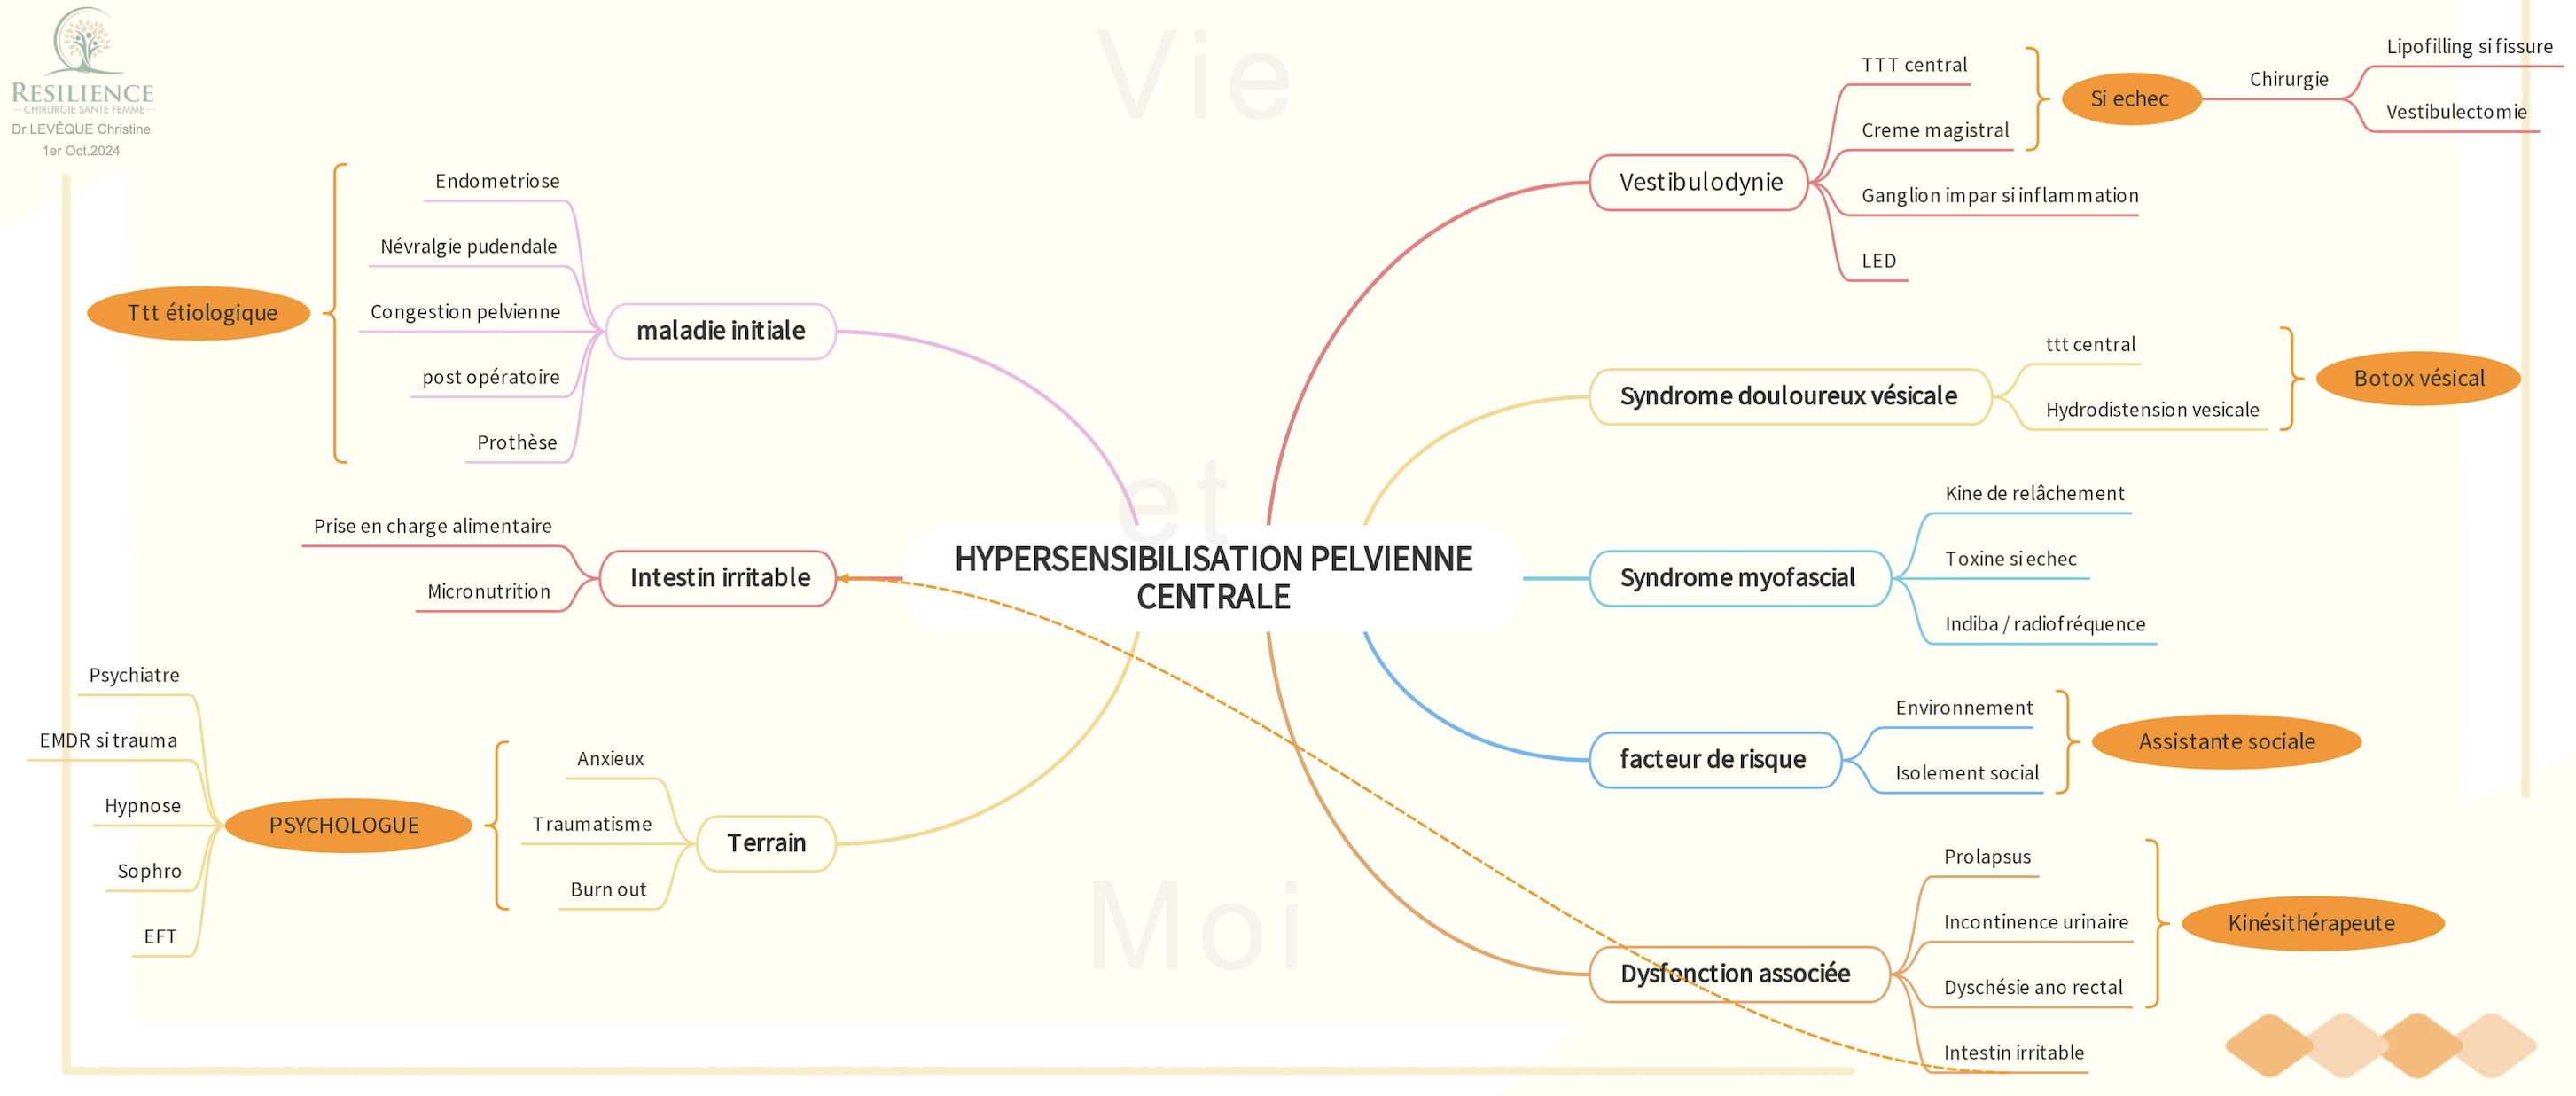 RESILIENCE
CHIRURGIE SANTE FEMME
Dr LEVÊQUE Christine
1er Oct.2024
Vie
et
Moi
HYPERSENSIBILISATION PELVIENNE
CENTRALE
Vestibulodynie
TTT central
Creme magistral
Ganglion impar si inflammation
LED
Si echec
Chirurgie
Lipofilling si fissure
Vestibulectomie
Syndrome douloureux vésicale
ttt central
Hydrodistension vesicale
Botox vésical
Syndrome myofascial
Kine de relâchement
Toxine si echec
Indiba / radiofréquence
facteur de risque
Environnement
Isolement social
Assistante sociale
Dysfonction associée
Prolapsus
Incontinence urinaire
Dyschésie ano rectal
Intestin irritable
Kinésithérapeute
maladie initiale
Endometriose
Névralgie pudendale
Congestion pelvienne
post opératoire
Prothèse
Ttt étiologique
Intestin irritable
Prise en charge alimentaire
Micronutrition
Terrain
Anxieux
Traumatisme
Burn out
PSYCHOLOGUE
Psychiatre
EMDR si trauma
Hypnose
Sophro
EFT